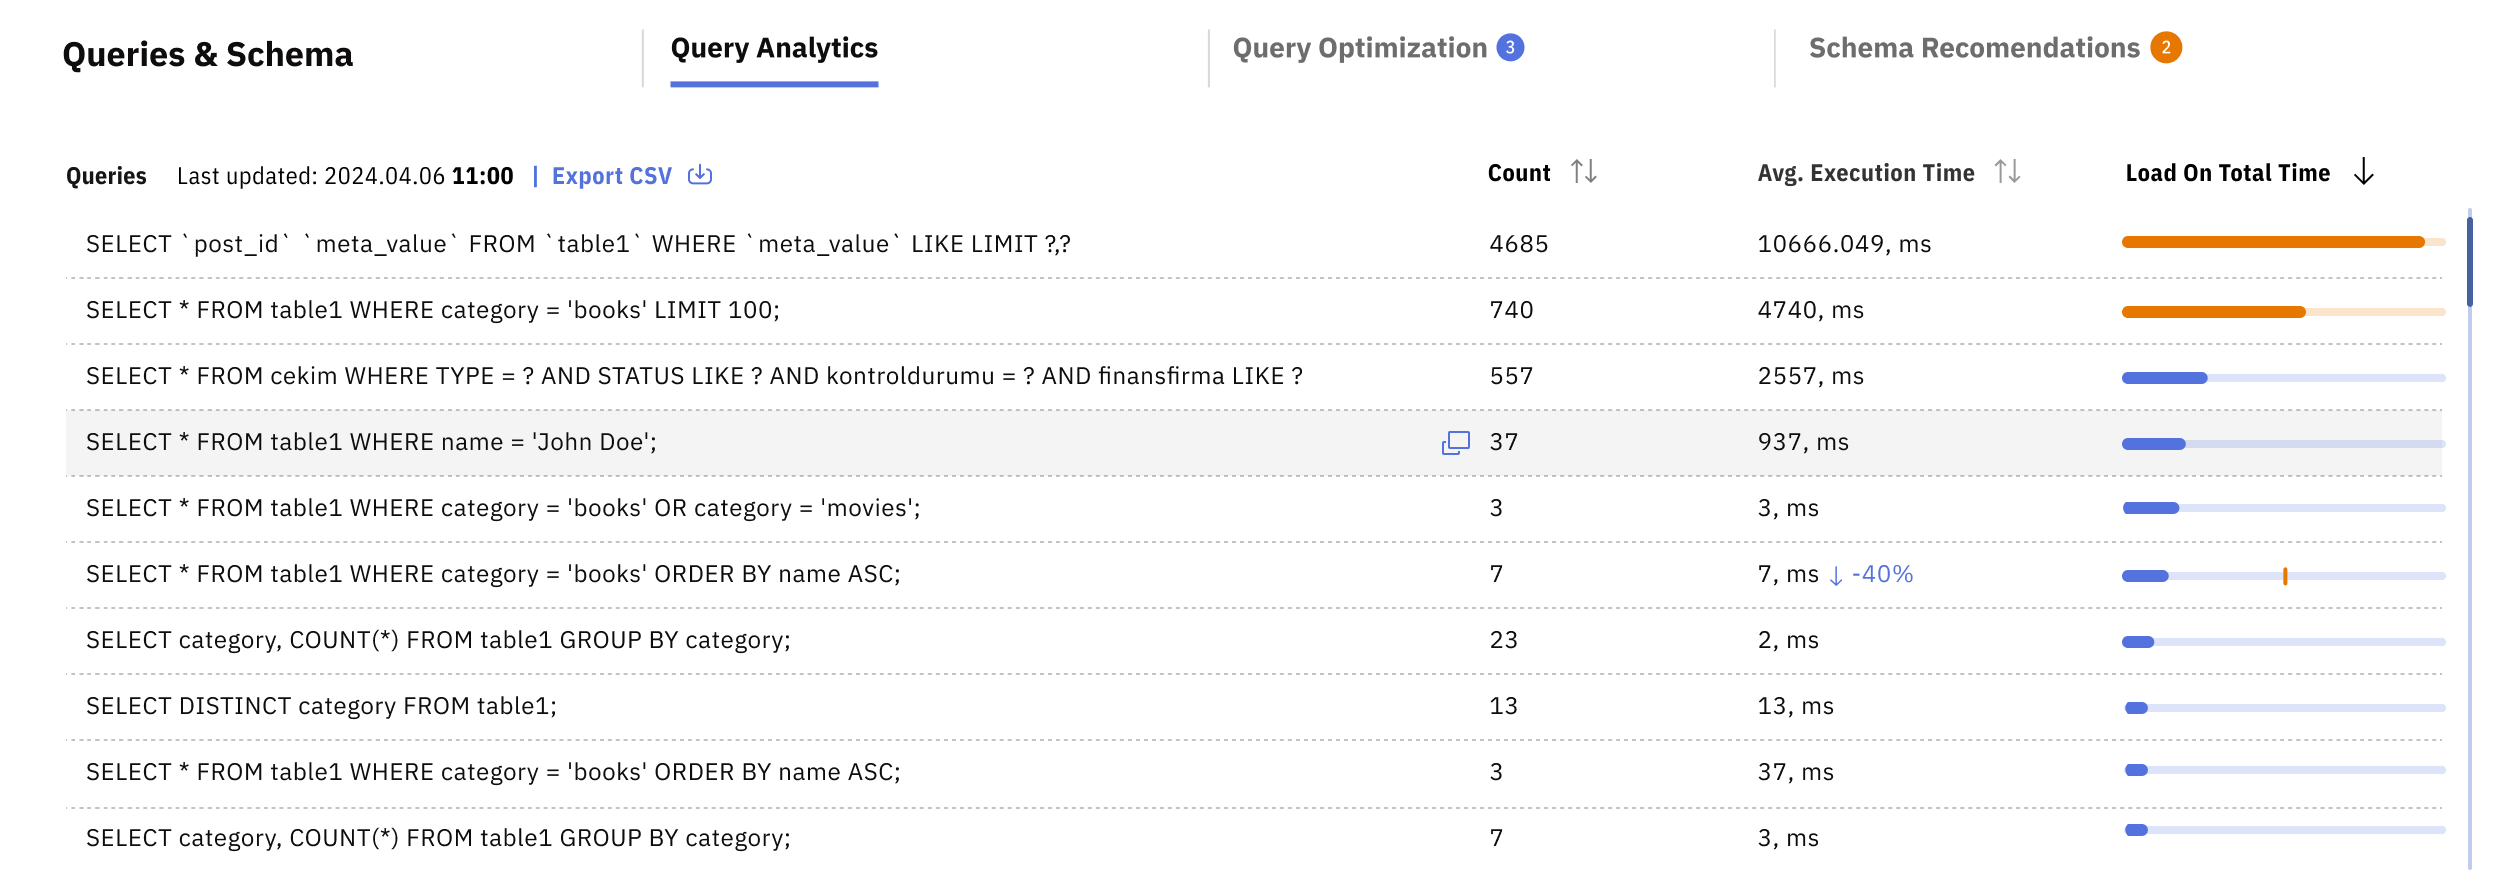 Queries & Schema Query Analytics Query Optimization 3 Schema Recomendations 2
Queries Last updated: 2024.04.06 11:00 | Export CSV Count Avg. Execution Time Load On Total Time
SELECT `post_id` `meta_value` FROM `table1` WHERE `meta_value` LIKE LIMIT ?,? 4685 10666.049, ms
SELECT * FROM table1 WHERE category = 'books' LIMIT 100; 740 4740, ms
SELECT * FROM cekim WHERE TYPE = ? AND STATUS LIKE ? AND kontroldurumu = ? AND finansfirma LIKE ? 557 2557, ms
SELECT * FROM table1 WHERE name = 'John Doe'; 37 937, ms
SELECT * FROM table1 WHERE category = 'books' OR category = 'movies'; 3 3, ms
SELECT * FROM table1 WHERE category = 'books' ORDER BY name ASC; 7 7, ms ↓ -40%
SELECT category, COUNT(*) FROM table1 GROUP BY category; 23 2, ms
SELECT DISTINCT category FROM table1; 13 13, ms
SELECT * FROM table1 WHERE category = 'books' ORDER BY name ASC; 3 37, ms
SELECT category, COUNT(*) FROM table1 GROUP BY category; 7 3, ms